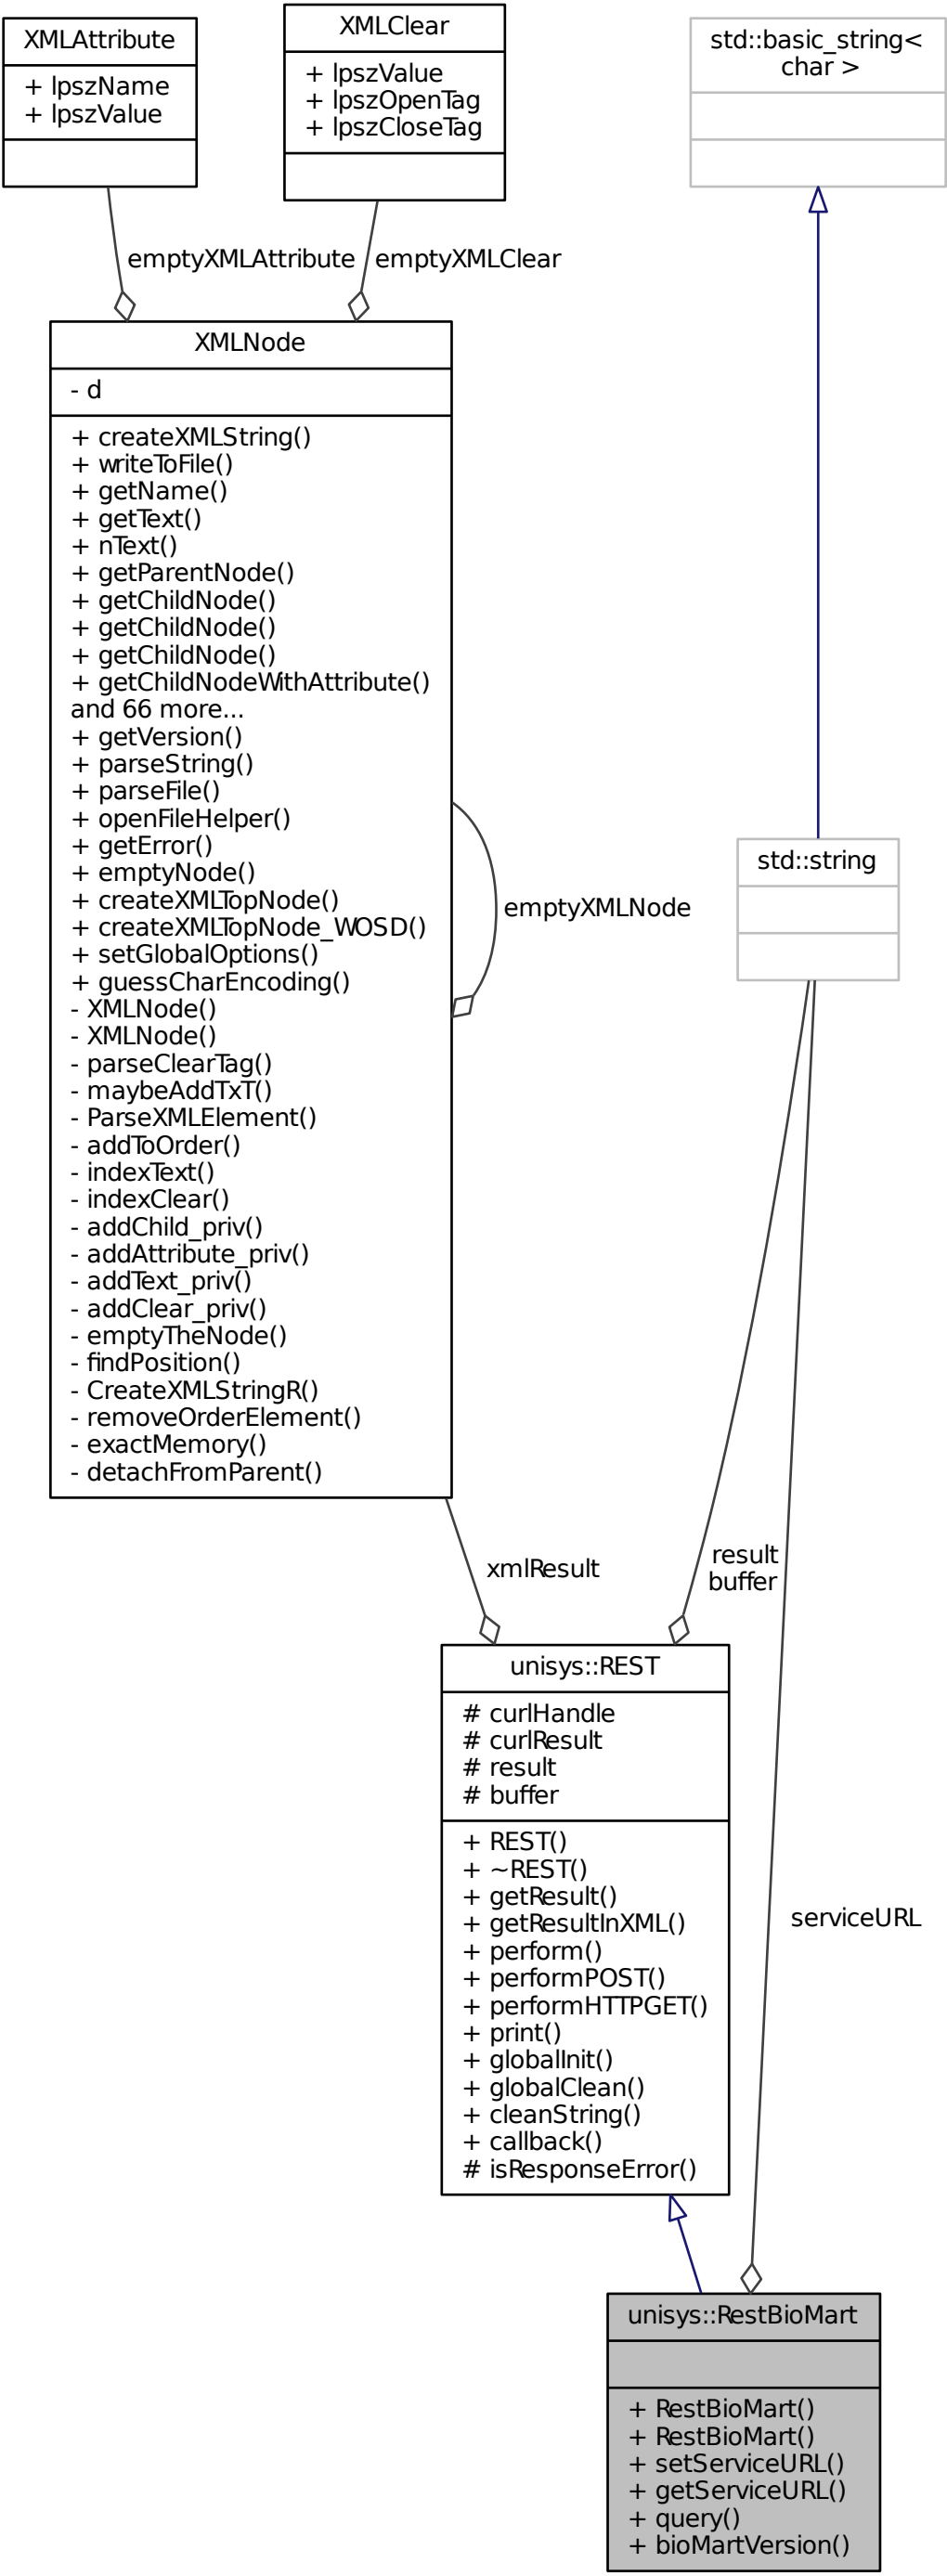 XMLAttribute
+ lpszName
+ lpszValue
XMLClear
+ lpszValue
+ lpszOpenTag
+ lpszCloseTag
std::basic_string<
char >
emptyXMLAttribute
emptyXMLClear
XMLNode
- d
+ createXMLString()
+ writeToFile()
+ getName()
+ getText()
+ nText()
+ getParentNode()
+ getChildNode()
+ getChildNode()
+ getChildNode()
+ getChildNodeWithAttribute()
and 66 more...
+ getVersion()
+ parseString()
+ parseFile()
+ openFileHelper()
+ getError()
+ emptyNode()
+ createXMLTopNode()
+ createXMLTopNode_WOSD()
+ setGlobalOptions()
+ guessCharEncoding()
- XMLNode()
- XMLNode()
- parseClearTag()
- maybeAddTxT()
- ParseXMLElement()
- addToOrder()
- indexText()
- indexClear()
- addChild_priv()
- addAttribute_priv()
- addText_priv()
- addClear_priv()
- emptyTheNode()
- findPosition()
- CreateXMLStringR()
- removeOrderElement()
- exactMemory()
- detachFromParent()
emptyXMLNode
std::string
xmlResult
result
buffer
unisys::REST
# curlHandle
# curlResult
# result
# buffer
+ REST()
+ ~REST()
+ getResult()
+ getResultInXML()
+ perform()
+ performPOST()
+ performHTTPGET()
+ print()
+ globalInit()
+ globalClean()
+ cleanString()
+ callback()
# isResponseError()
serviceURL
unisys::RestBioMart
+ RestBioMart()
+ RestBioMart()
+ setServiceURL()
+ getServiceURL()
+ query()
+ bioMartVersion()